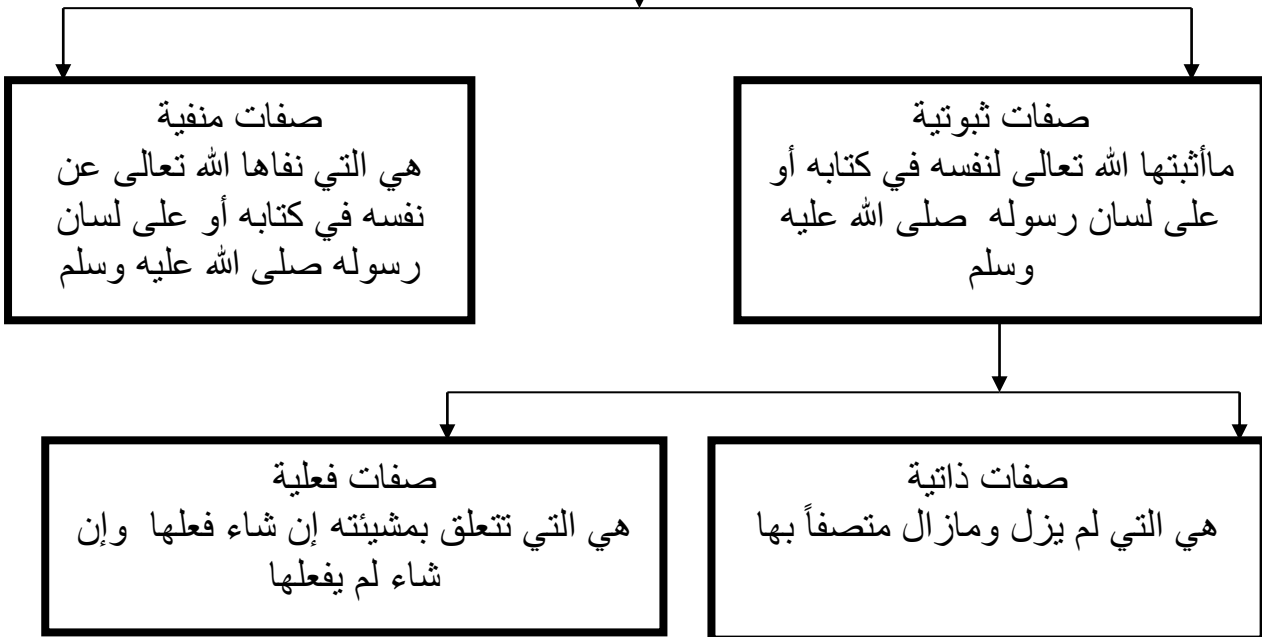 صفات ثبوتية
ماأثبتها الله تعالى لنفسه في كتابه أو
على لسان رسوله صلى الله عليه
وسلم
صفات منفية
هي التي نفاها الله تعالى عن
نفسه في كتابه أو على لسان
رسوله صلى الله عليه وسلم
صفات ذاتية
هي التي لم يزل ومازال متصفاً بها
صفات فعلية
هي التي تتعلق بمشيئته إن شاء فعلها وإن
شاء لم يفعلها